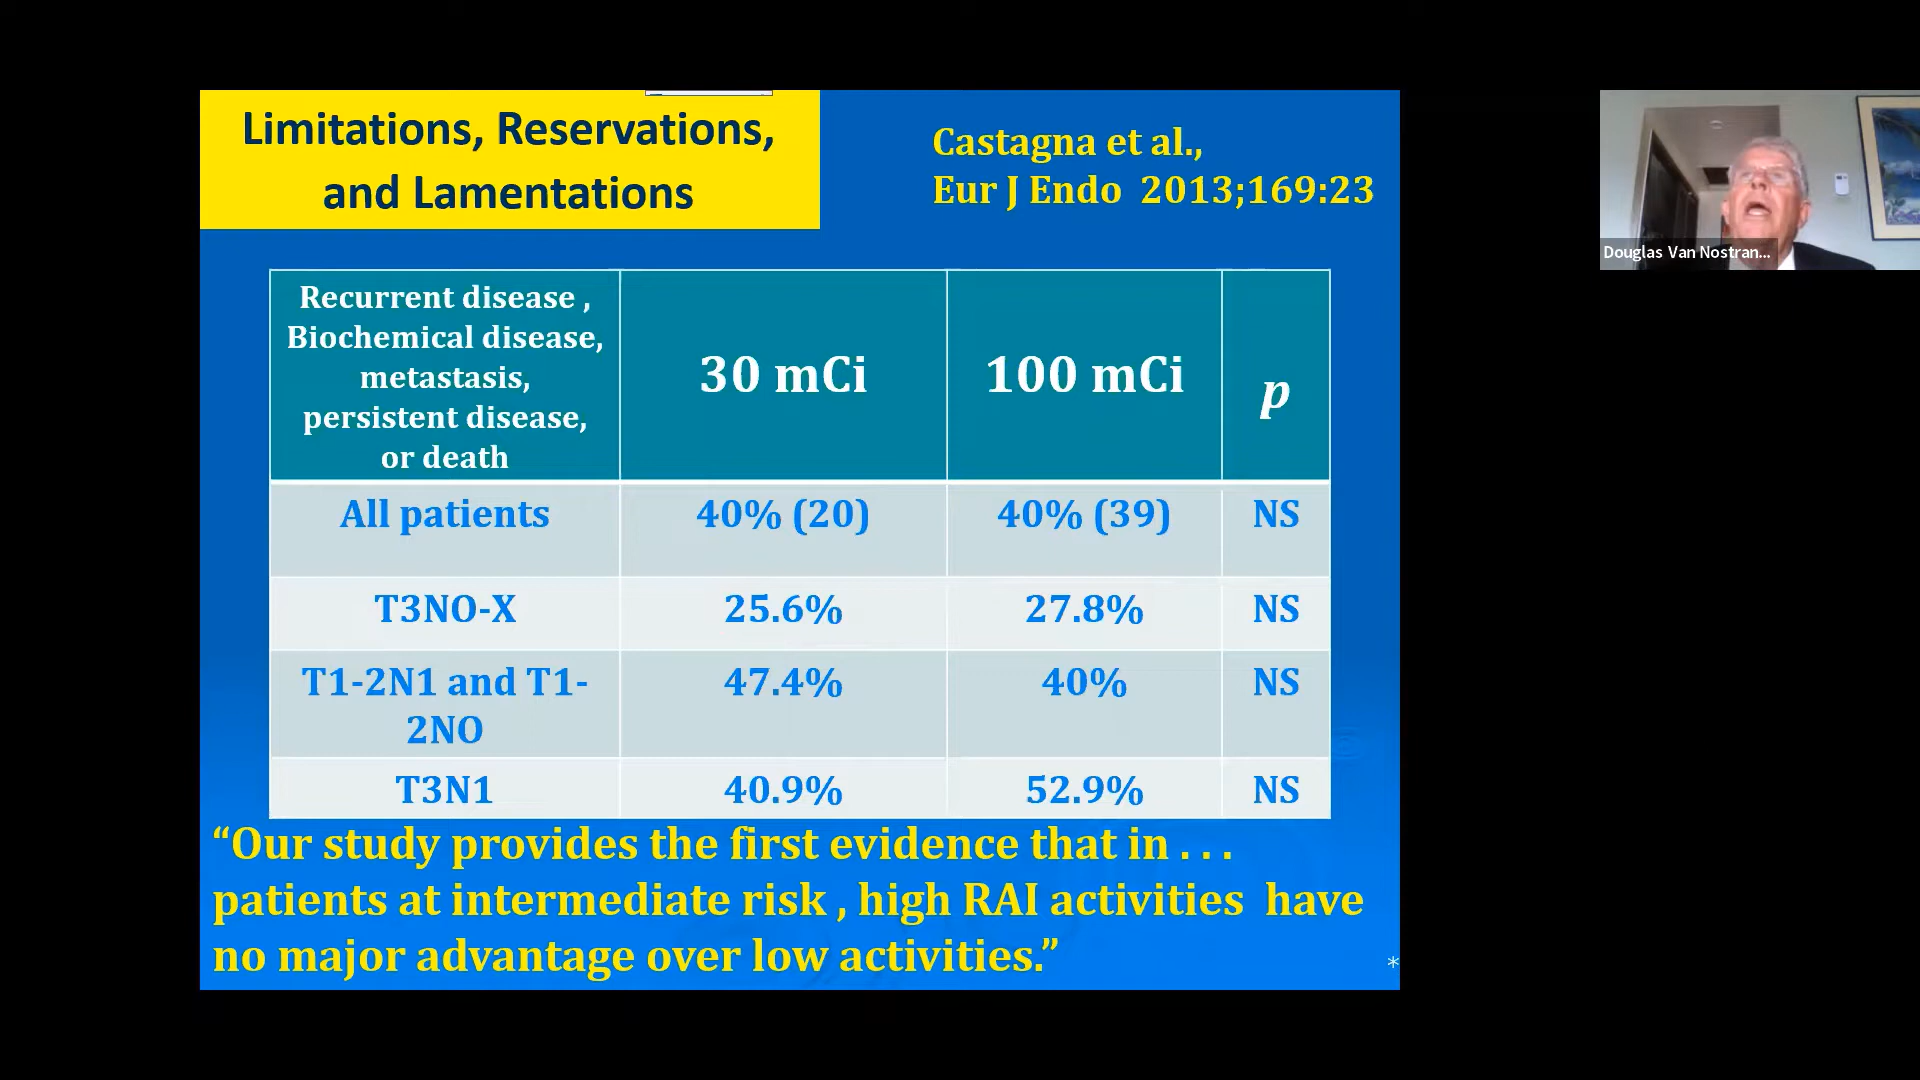 Limitations, Reservations,
and Lamentations
Castagna et al.,
Eur J Endo 2013;169:23
Douglas Van Nostran...
Recurrent disease ,
Biochemical disease,
metastasis,
persistent disease,
or death
30 mCi
100 mCi
p
All patients
40% (20)
40% (39)
NS
T3NO-X
25.6%
27.8%
NS
T1-2N1 and T1-
2NO
47.4%
40%
NS
T3N1
40.9%
52.9%
NS
“Our study provides the first evidence that in . . .
patients at intermediate risk , high RAI activities have
no major advantage over low activities.”
*